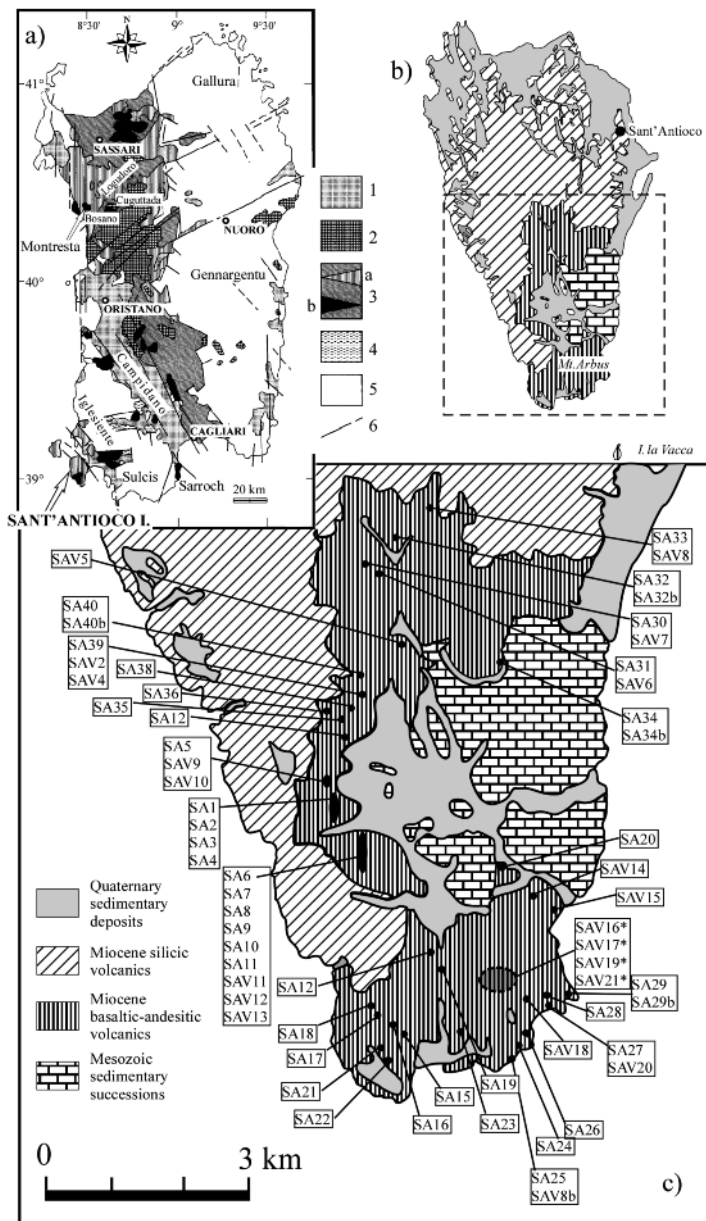 a)
8°30'
N
9°
9°30'
41°
Gallura
SASSARI
Logudoro
Cuguttada
Bosano
Montresta
NUORO
40°
Gennargentu
ORISTANO
Campidano
Iglesiente
CAGLIARI
39°
Sulcis
Sarroch
20 km
SANT'ANTIOCO I.
1
2
a
b
3
4
5
6
b)
Sant'Antioco
Mt.Arbus
I. la Vacca
SAV5
SA33
SAV8
SA32
SA32b
SA30
SAV7
SA31
SAV6
SA34
SA34b
SA40
SA40b
SA39
SAV2
SAV4
SA38
SA36
SA35
SA12
SA5
SAV9
SAV10
SA1
SA2
SA3
SA4
SA6
SA7
SA8
SA9
SA10
SA11
SAV11
SAV12
SAV13
SA20
SAV14
SAV15
SAV16*
SAV17*
SAV19*
SAV21*
SA29
SA29b
SA28
SA12
SA18
SA17
SA21
SA22
SA16
SA15
SA19
SA23
SAV18
SA27
SAV20
SA26
SA24
SA25
SAV8b
Quaternary
sedimentary
deposits
Miocene silicic
volcanics
Miocene
basaltic-andesitic
volcanics
Mesozoic
sedimentary
successions
0
3 km
c)